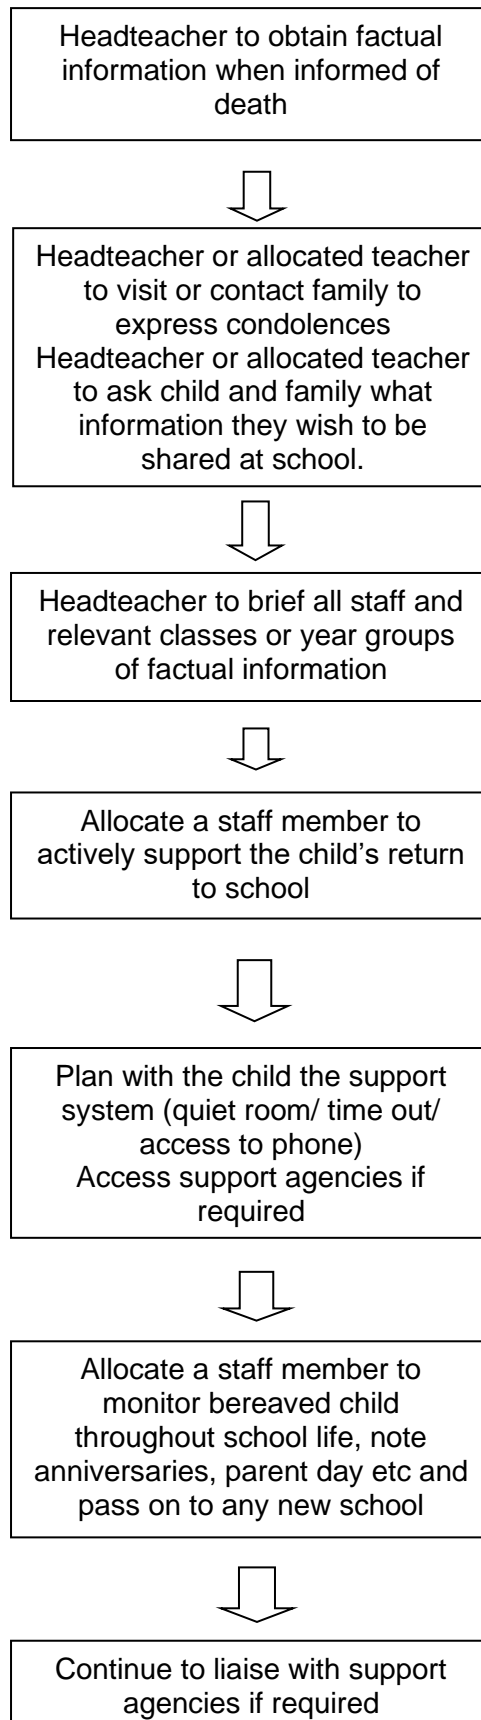 Headteacher to obtain factual
information when informed of
death
Headteacher or allocated teacher
to visit or contact family to
express condolences
Headteacher or allocated teacher
to ask child and family what
information they wish to be
shared at school.
Headteacher to brief all staff and
relevant classes or year groups
of factual information
Allocate a staff member to
actively support the child’s return
to school
Plan with the child the support
system (quiet room/ time out/
access to phone)
Access support agencies if
required
Allocate a staff member to
monitor bereaved child
throughout school life, note
anniversaries, parent day etc and
pass on to any new school
Continue to liaise with support
agencies if required